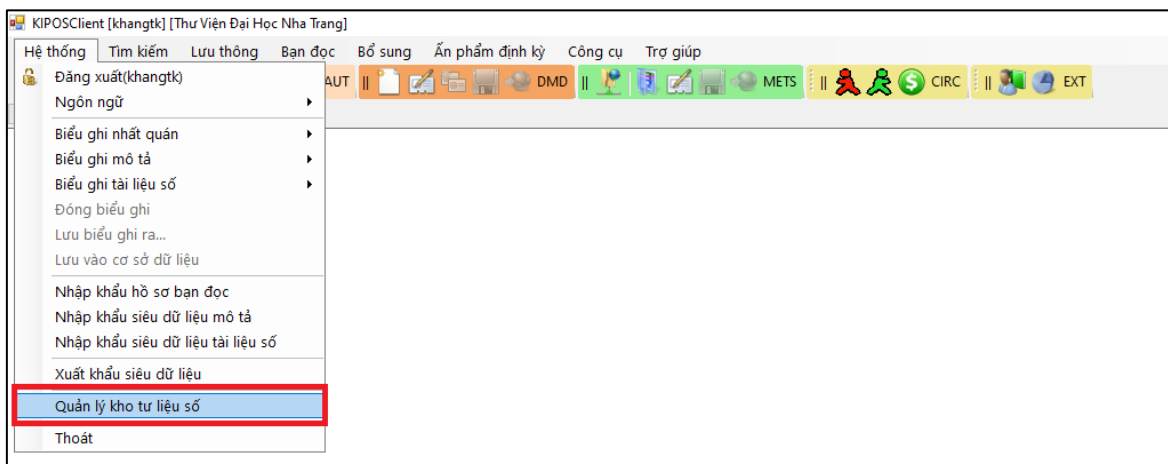 KIPOSClient [khangtk] [Thư Viện Đại Học Nha Trang]
Hệ thống Tìm kiếm Lưu thông Bạn đọc Bổ sung Ấn phẩm định kỳ Công cụ Trợ giúp
AUT DMD METS CIRC EXT
Đăng xuất(khangtk)
Ngôn ngữ
Biểu ghi nhất quán
Biểu ghi mô tả
Biểu ghi tài liệu số
Đóng biểu ghi
Lưu biểu ghi ra...
Lưu vào cơ sở dữ liệu
Nhập khẩu hồ sơ bạn đọc
Nhập khẩu siêu dữ liệu mô tả
Nhập khẩu siêu dữ liệu tài liệu số
Xuất khẩu siêu dữ liệu
Quản lý kho tư liệu số
Thoát